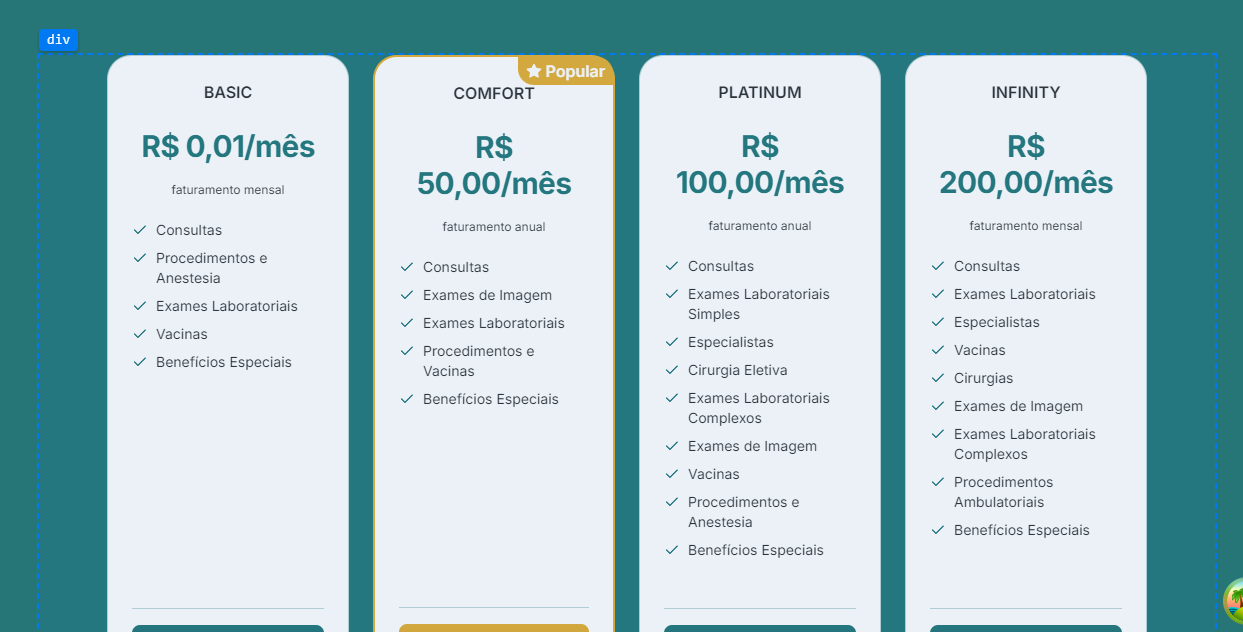 div
BASIC
R$ 0,01/mês
faturamento mensal
Consultas
Procedimentos e
Anestesia
Exames Laboratoriais
Vacinas
Benefícios Especiais
Popular
COMFORT
R$
50,00/mês
faturamento anual
Consultas
Exames de Imagem
Exames Laboratoriais
Procedimentos e
Vacinas
Benefícios Especiais
PLATINUM
R$
100,00/mês
faturamento anual
Consultas
Exames Laboratoriais
Simples
Especialistas
Cirurgia Eletiva
Exames Laboratoriais
Complexos
Exames de Imagem
Vacinas
Procedimentos e
Anestesia
Benefícios Especiais
INFINITY
R$
200,00/mês
faturamento mensal
Consultas
Exames Laboratoriais
Especialistas
Vacinas
Cirurgias
Exames de Imagem
Exames Laboratoriais
Complexos
Procedimentos
Ambulatoriais
Benefícios Especiais